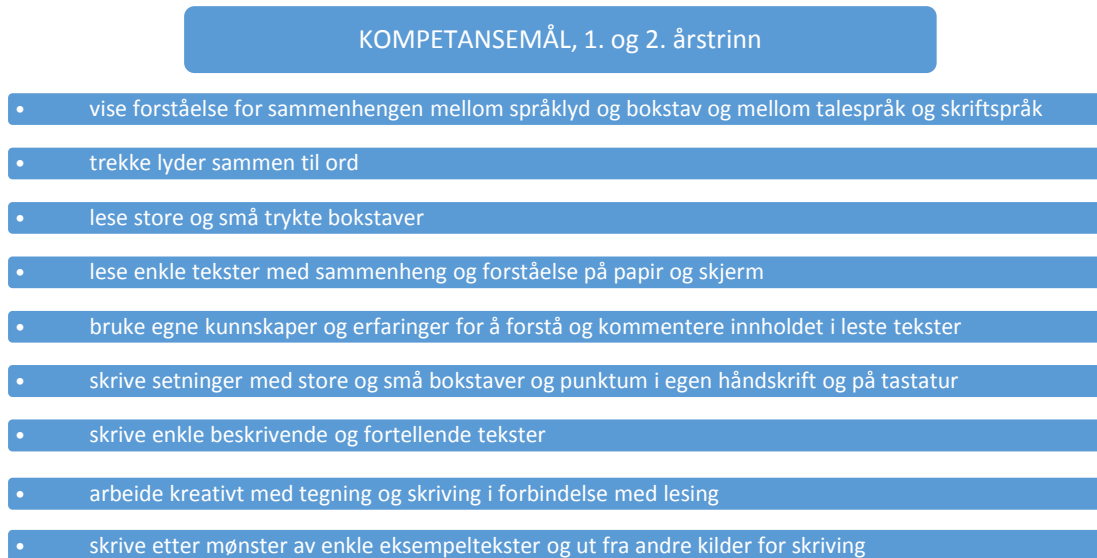 KOMPETANSEMÅL, 1. og 2. årstrinn
• vise forståelse for sammenhengen mellom språklyd og bokstav og mellom talespråk og skriftspråk
• trekke lyder sammen til ord
• lese store og små trykte bokstaver
• lese enkle tekster med sammenheng og forståelse på papir og skjerm
• bruke egne kunnskaper og erfaringer for å forstå og kommentere innholdet i leste tekster
• skrive setninger med store og små bokstaver og punktum i egen håndskrift og på tastatur
• skrive enkle beskrivende og fortellende tekster
• arbeide kreativt med tegning og skriving i forbindelse med lesing
• skrive etter mønster av enkle eksempeltekster og ut fra andre kilder for skriving